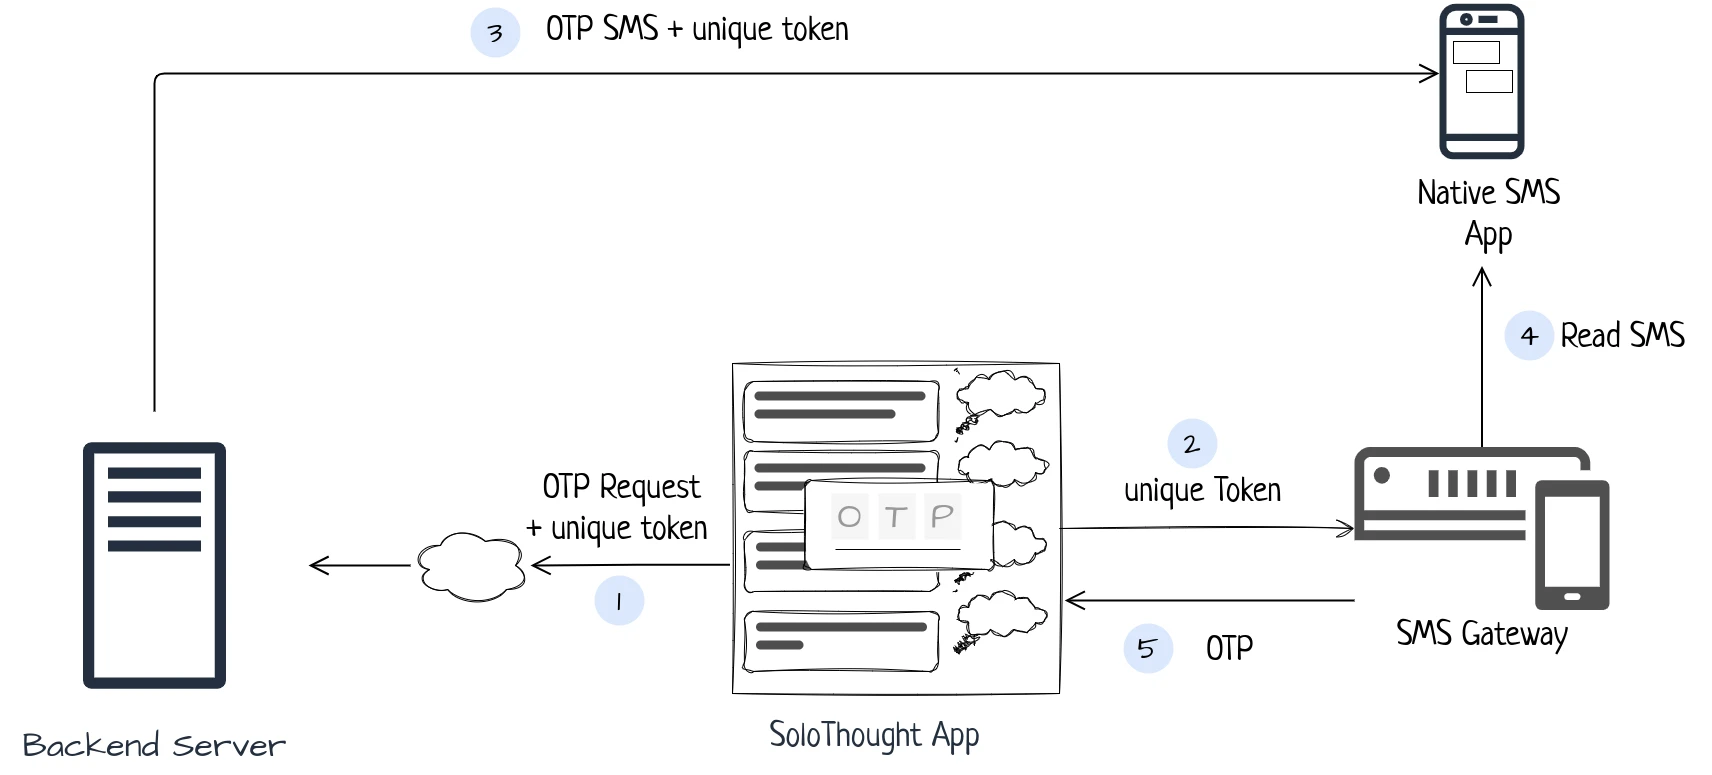 3 OTP SMS + unique token
Native SMS
App
4 Read SMS
2
unique Token
OTP Request
+ unique token
1
O T P
5 OTP
SMS Gateway
SoloThought App
Backend Server